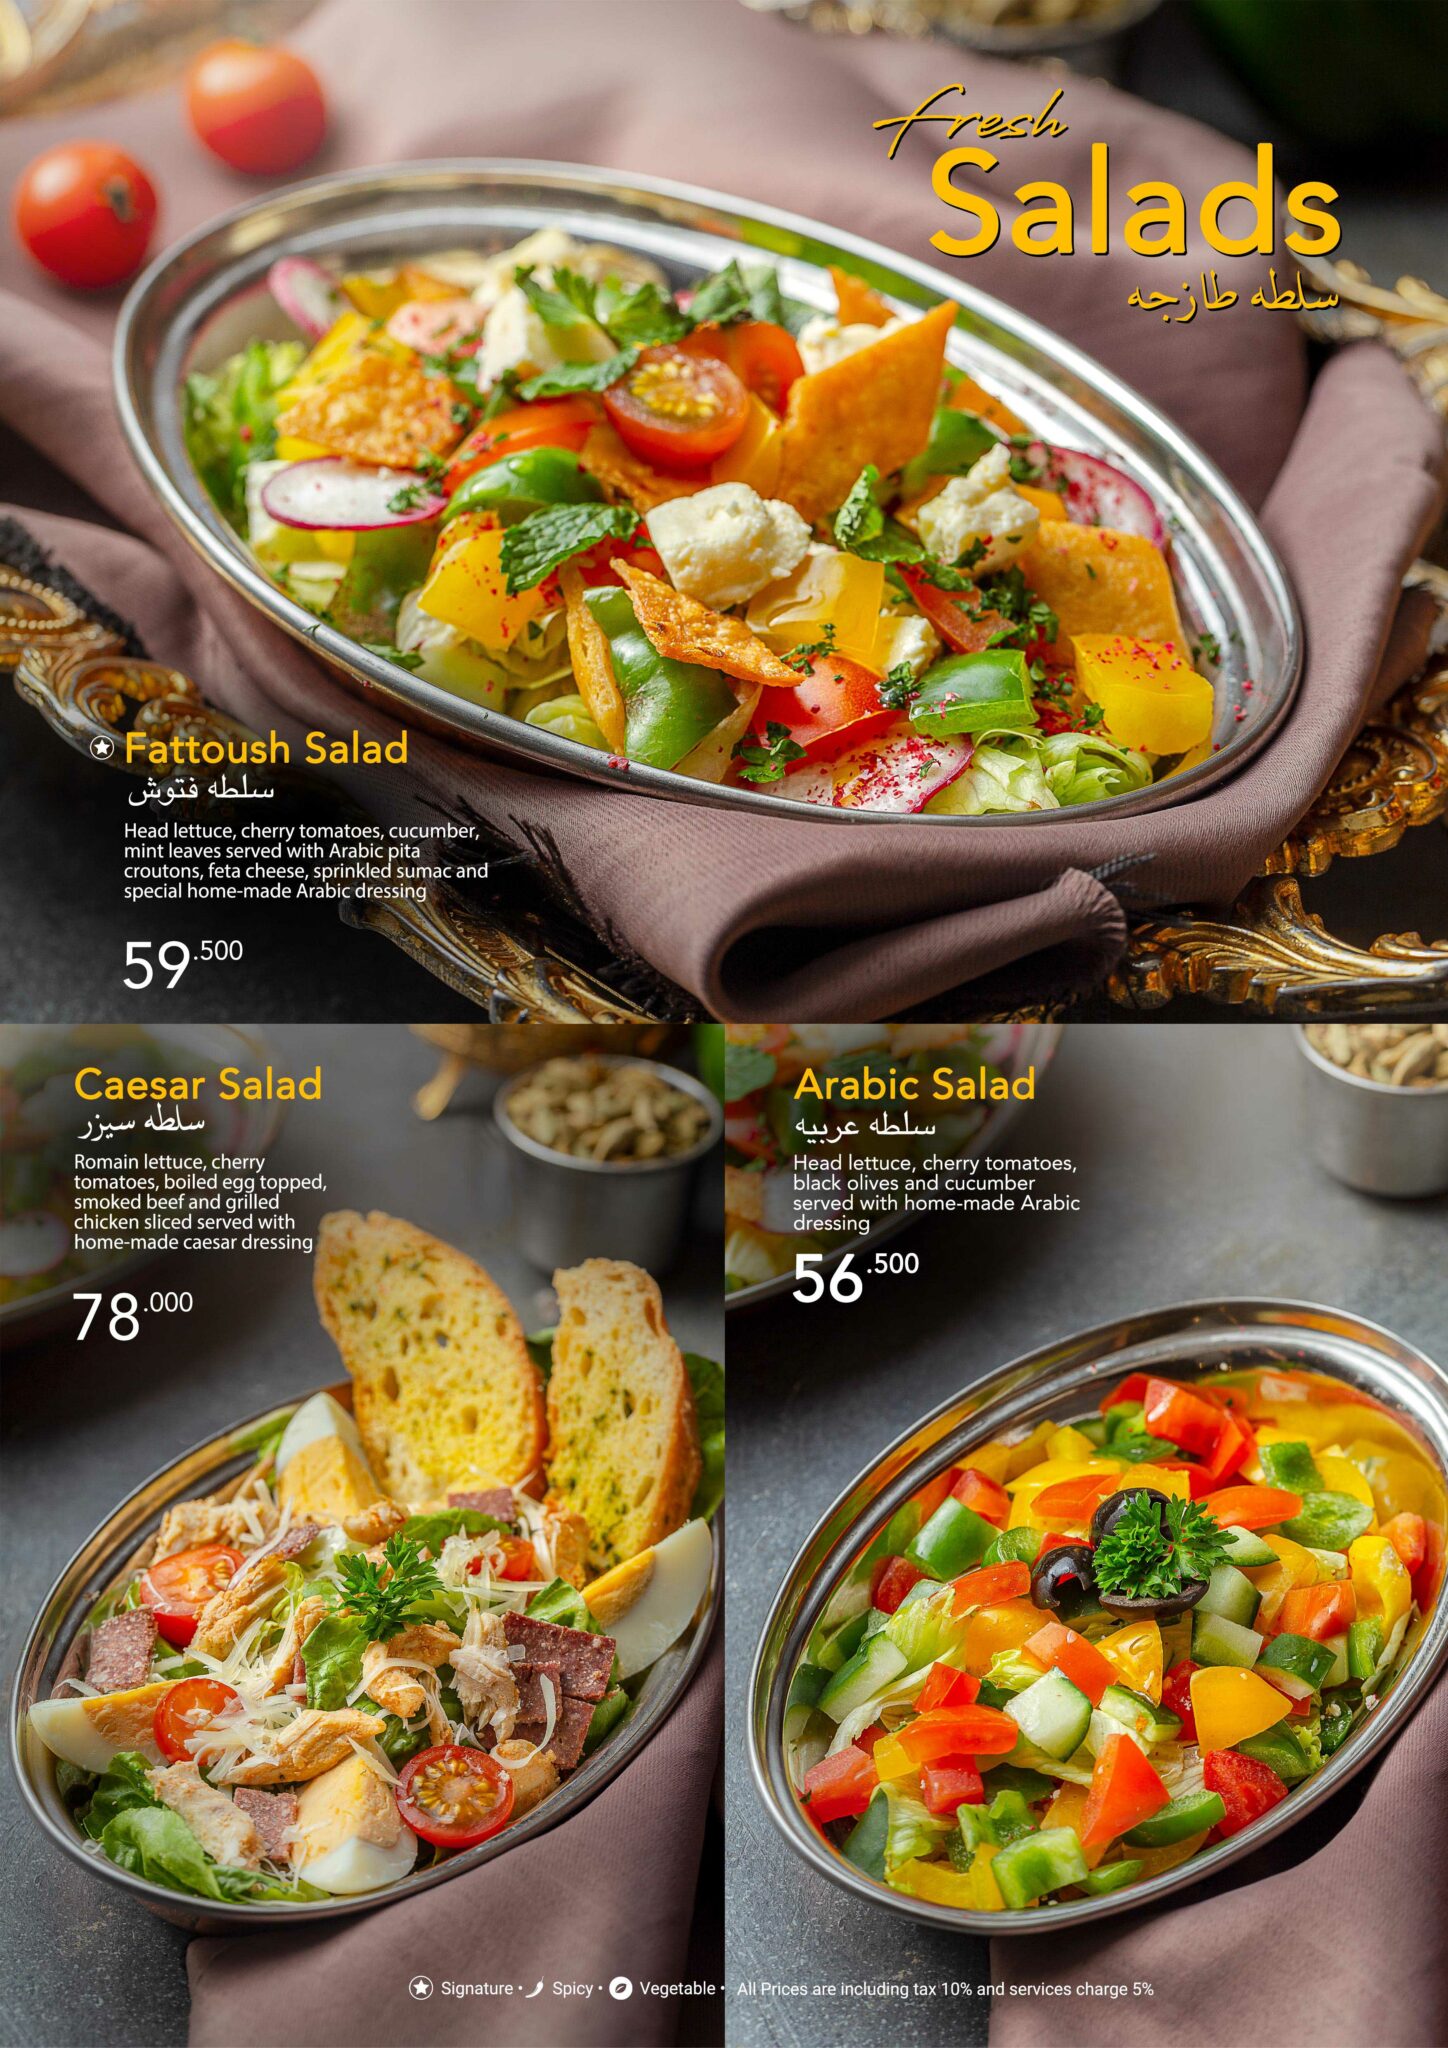 fresh
Salads
سلطه طازجه
Fattoush Salad
سلطه فتوش
Head lettuce, cherry tomatoes, cucumber,
mint leaves served with Arabic pita
croutons, feta cheese, sprinkled sumac and
special home-made Arabic dressing
59.500
Caesar Salad
سلطه سيزر
Romain lettuce, cherry
tomatoes, boiled egg topped,
smoked beef and grilled
chicken sliced served with
home-made caesar dressing
78.000
Arabic Salad
سلطه عربيه
Head lettuce, cherry tomatoes,
black olives and cucumber
served with home-made Arabic
dressing
56.500
Signature • Spicy • Vegetable • All Prices are including tax 10% and services charge 5%